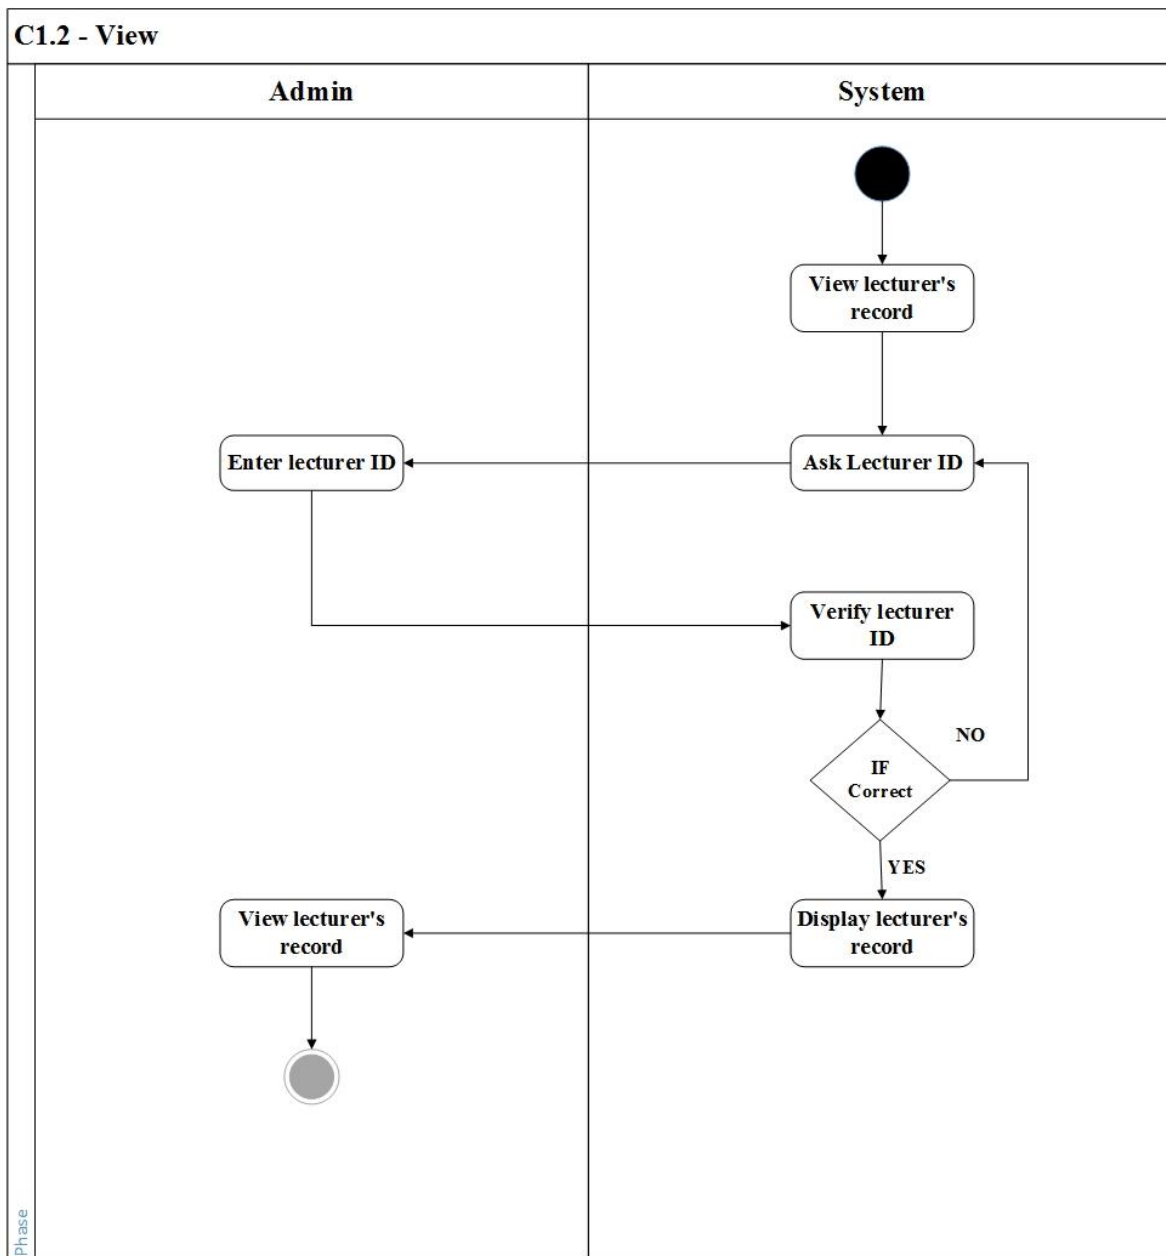 C1.2 - View
Admin
System
View lecturer's
record
Enter lecturer ID
Ask Lecturer ID
Verify lecturer
ID
NO
IF
Correct
YES
View lecturer's
record
Display lecturer's
record
Phase